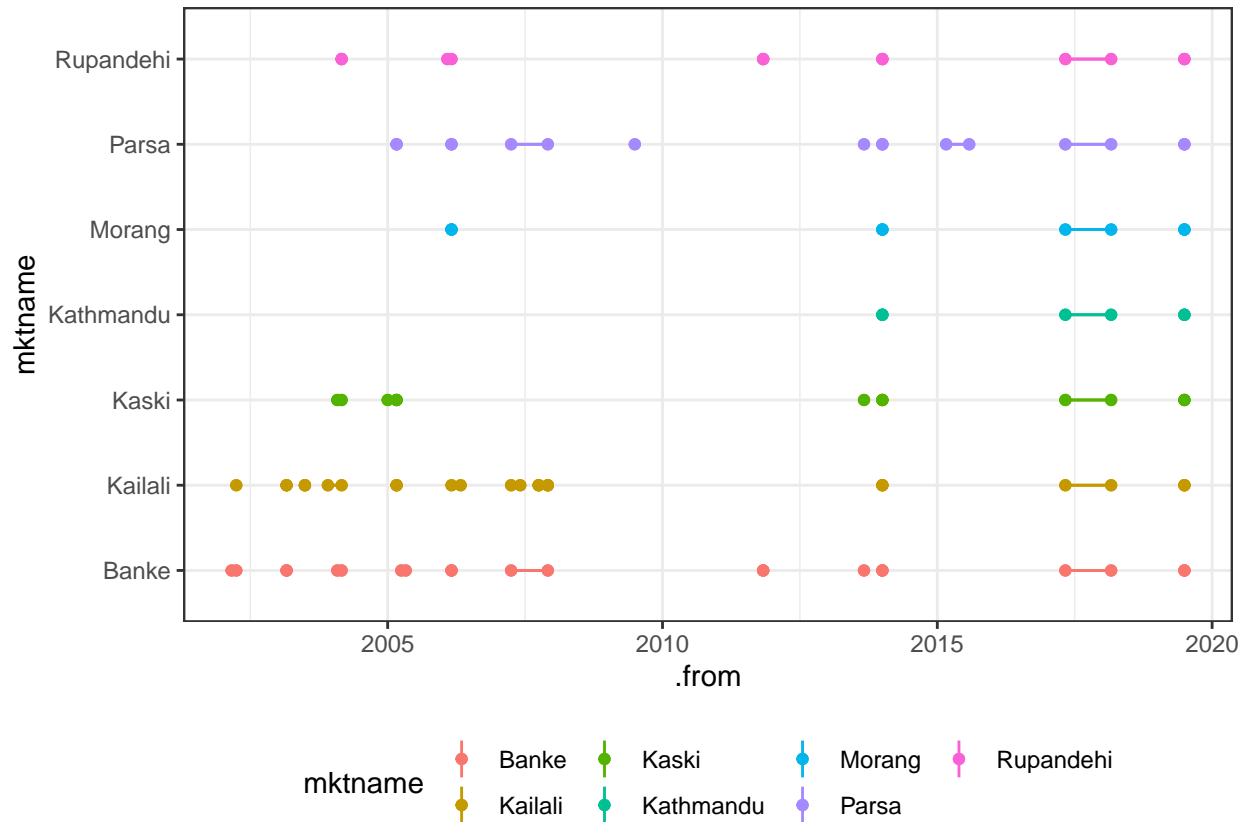 Rupandehi
Parsa
Morang
Kathmandu
Kaski
Kailali
Banke
mktname
2005 2010 2015 2020
.from
mktname
Banke Kaski Morang Rupandehi
Kailali Kathmandu Parsa